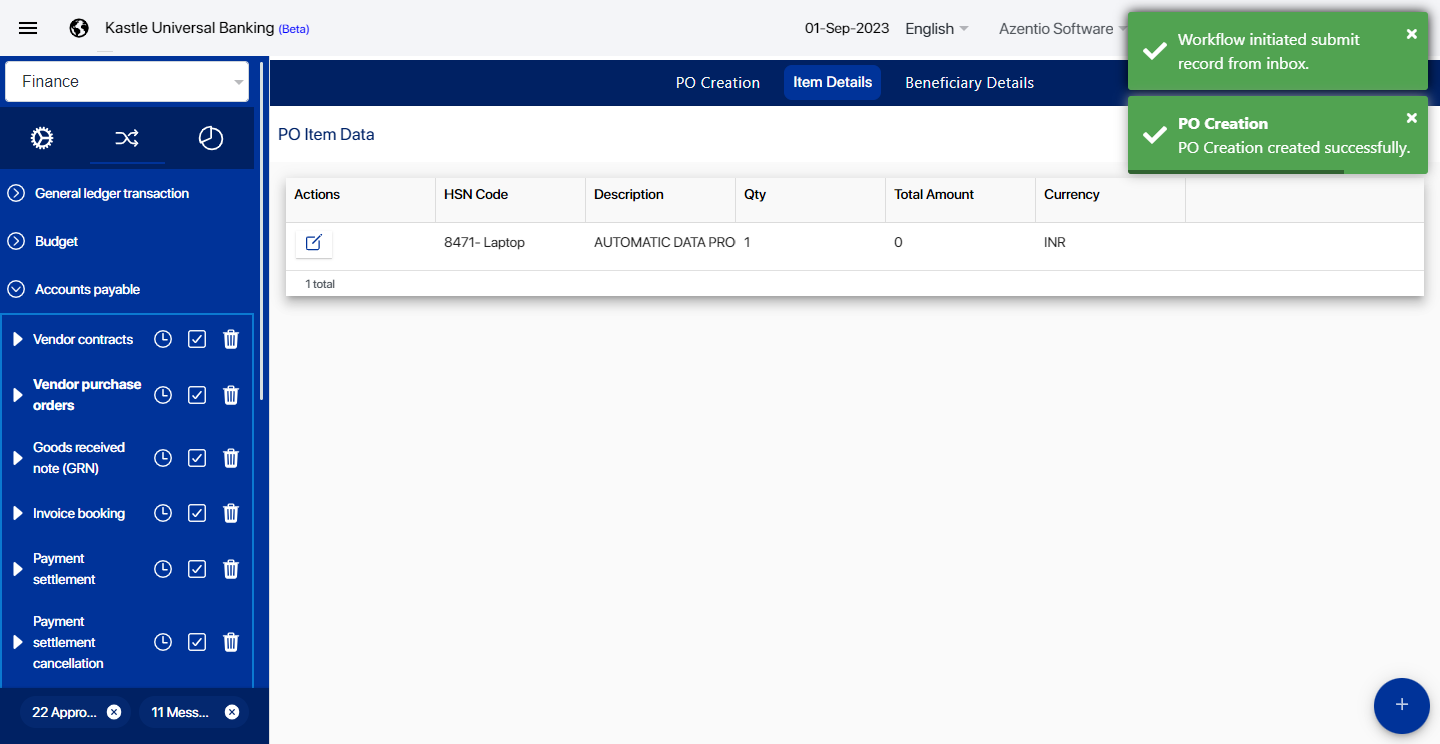 Kastle Universal Banking (Beta)
01-Sep-2023
English
Azentio Software
Workflow initiated submit
record from inbox.
PO Creation
PO Creation created successfully.
Finance
PO Creation
Item Details
Beneficiary Details
General ledger transaction
Budget
Accounts payable
Vendor contracts
Vendor purchase
orders
Goods received
note (GRN)
Invoice booking
Payment
settlement
Payment
settlement
cancellation
22 Appro...
11 Mess...
PO Item Data
Actions HSN Code Description Qty Total Amount Currency
8471- Laptop AUTOMATIC DATA PRO 1 0 INR
1 total